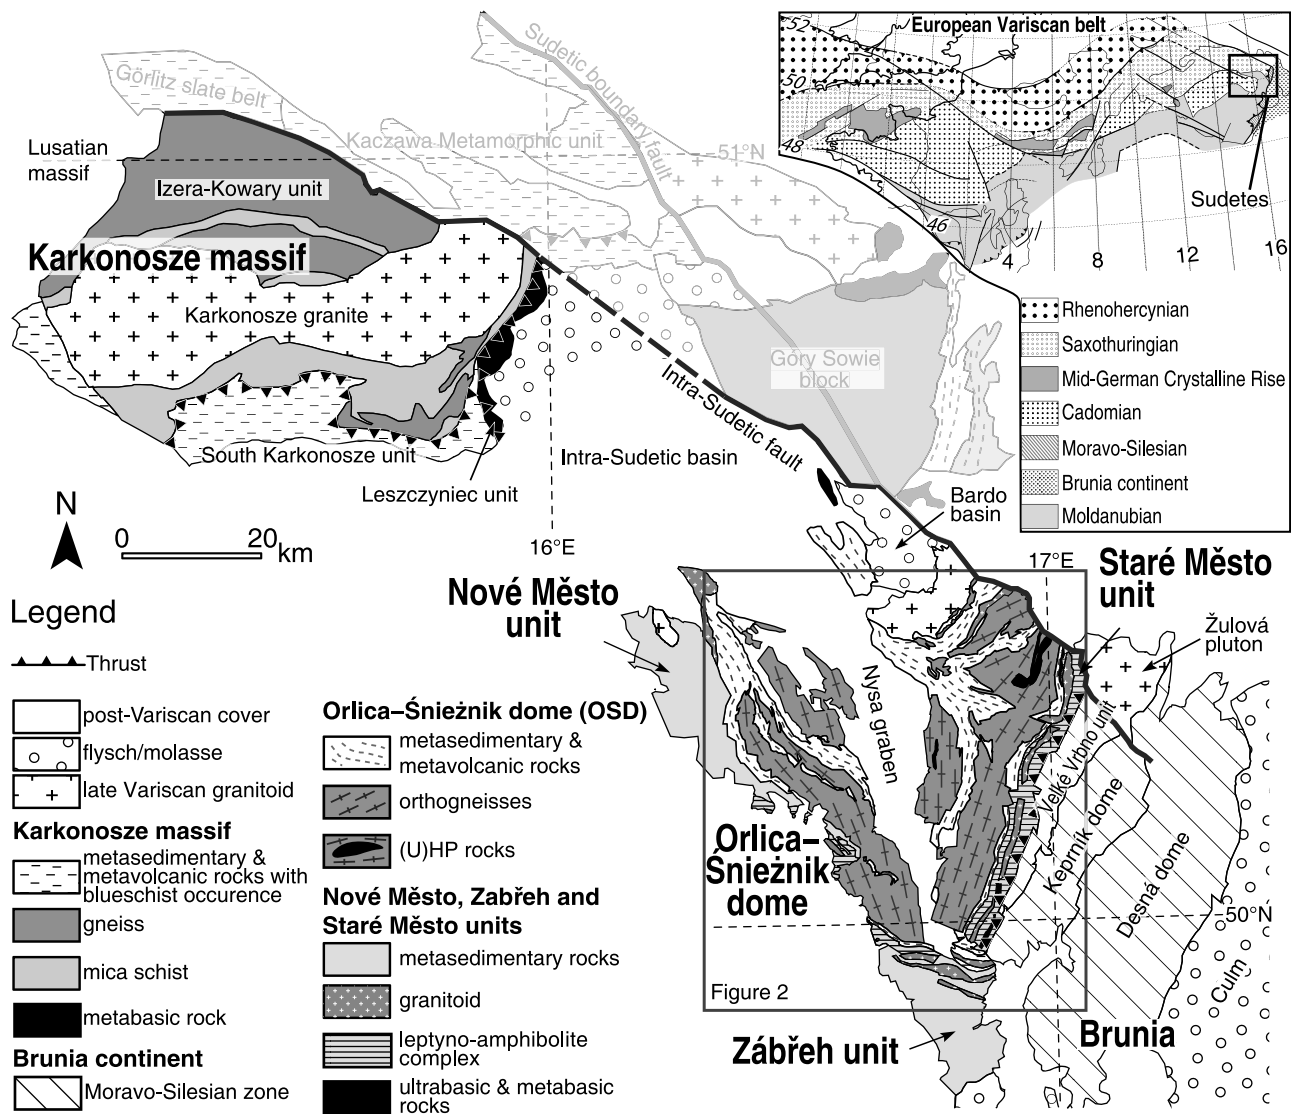 European Variscan belt
52
50
48
46
4
8
12
16
Sudetes
Rhenohercynian
Saxothuringian
Mid-German Crystalline Rise
Cadomian
Moravo-Silesian
Brunia continent
Moldanubian
Görlitz slate belt
Sudetic boundary fault
Kaczawa Metamorphic unit
51°N
Lusatian
massif
Izera-Kowary unit
Karkonosze massif
Karkonosze granite
Góry Sowie
block
Intra-Sudetic fault
South Karkonosze unit
Intra-Sudetic basin
Leszczyniec unit
Bardo
basin
N
0
20
km
16°E
17°E
Nové Město
unit
Staré Město
unit
Žulová
pluton
Nysa graben
Velké Vrbno unit
Keprník dome
Desná dome
Orlica–
Śnieżnik
dome
50°N
Culm
Figure 2
Zábřeh unit
Brunia
Legend
Thrust
post-Variscan cover
flysch/molasse
late Variscan granitoid
Karkonosze massif
metasedimentary &
metavolcanic rocks with
blueschist occurence
gneiss
mica schist
metabasic rock
Brunia continent
Moravo-Silesian zone
Orlica–Śnieżnik dome (OSD)
metasedimentary &
metavolcanic rocks
orthogneisses
(U)HP rocks
Nové Město, Zabřeh and
Staré Město units
metasedimentary rocks
granitoid
leptyno-amphibolite
complex
ultrabasic & metabasic
rocks